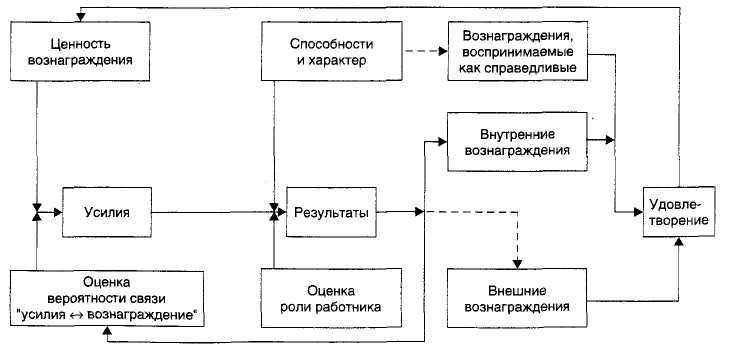 Ценность
вознаграждения
Способности
и характер
Вознаграждения,
воспринимаемые
как справедливые
Внутренние
вознаграждения
Усилия
Результаты
Удовле-
творение
Оценка
вероятности связи
"усилия ↔ вознаграждение"
Оценка
роли работника
Внешние
вознаграждения